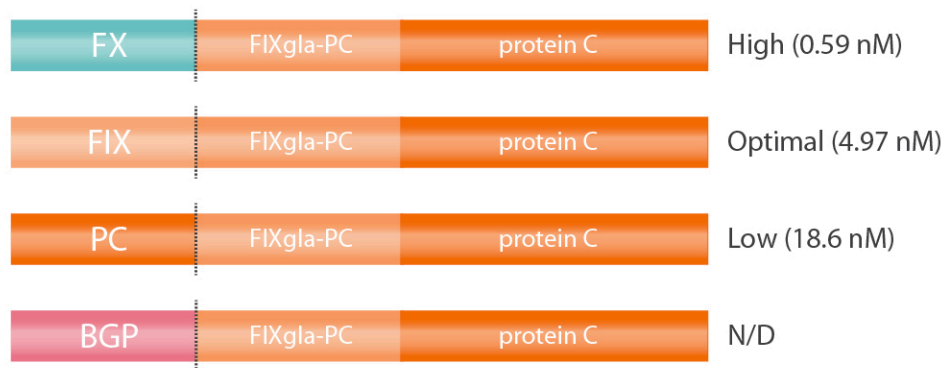 FX FIXgla-PC protein C High (0.59 nM)
FIX FIXgla-PC protein C Optimal (4.97 nM)
PC FIXgla-PC protein C Low (18.6 nM)
BGP FIXgla-PC protein C N/D